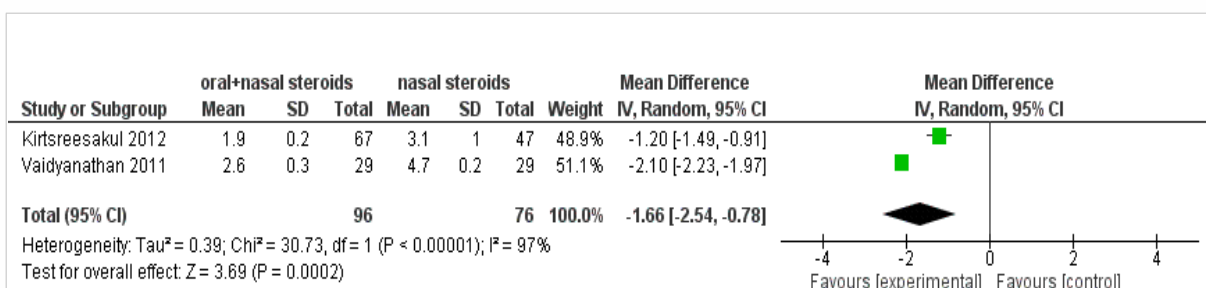 oral+nasal steroids nasal steroids Mean Difference Mean Difference
Study or Subgroup Mean SD Total Mean SD Total Weight IV, Random, 95% CI IV, Random, 95% CI
Kirtsreesakul 2012 1.9 0.2 67 3.1 1 47 48.9% -1.20 [-1.49, -0.91]
Vaidyanathan 2011 2.6 0.3 29 4.7 0.2 29 51.1% -2.10 [-2.23, -1.97]
Total (95% CI) 96 76 100.0% -1.66 [-2.54, -0.78]
Heterogeneity: Tau² = 0.39; Chi² = 30.73, df = 1 (P < 0.00001); I² = 97%
Test for overall effect: Z = 3.69 (P = 0.0002)
-4 -2 0 2 4
Favours [experimental] Favours [control]